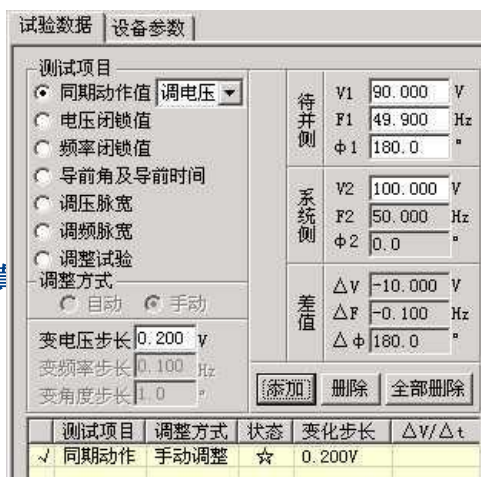 试验数据 设备参数
测试项目
同期动作值 调电压
电压闭锁值
频率闭锁值
导前角及导前时间
调压脉宽
调频脉宽
调整试验
调整方式
自动 手动
变电压步长 0.200 V
变频率步长 0.100 Hz
变角度步长 1.0 °
待并侧
V1 90.000 V
F1 49.900 Hz
Φ1 180.0 °
系统侧
V2 100.000 V
F2 50.000 Hz
Φ2 0.0 °
差值
△V -10.000 V
△F -0.100 Hz
△Φ 180.0 °
添加 删除 全部删除
测试项目 调整方式 状态 变化步长 △V/△t
√ 同期动作 手动调整 ☆ 0.200V